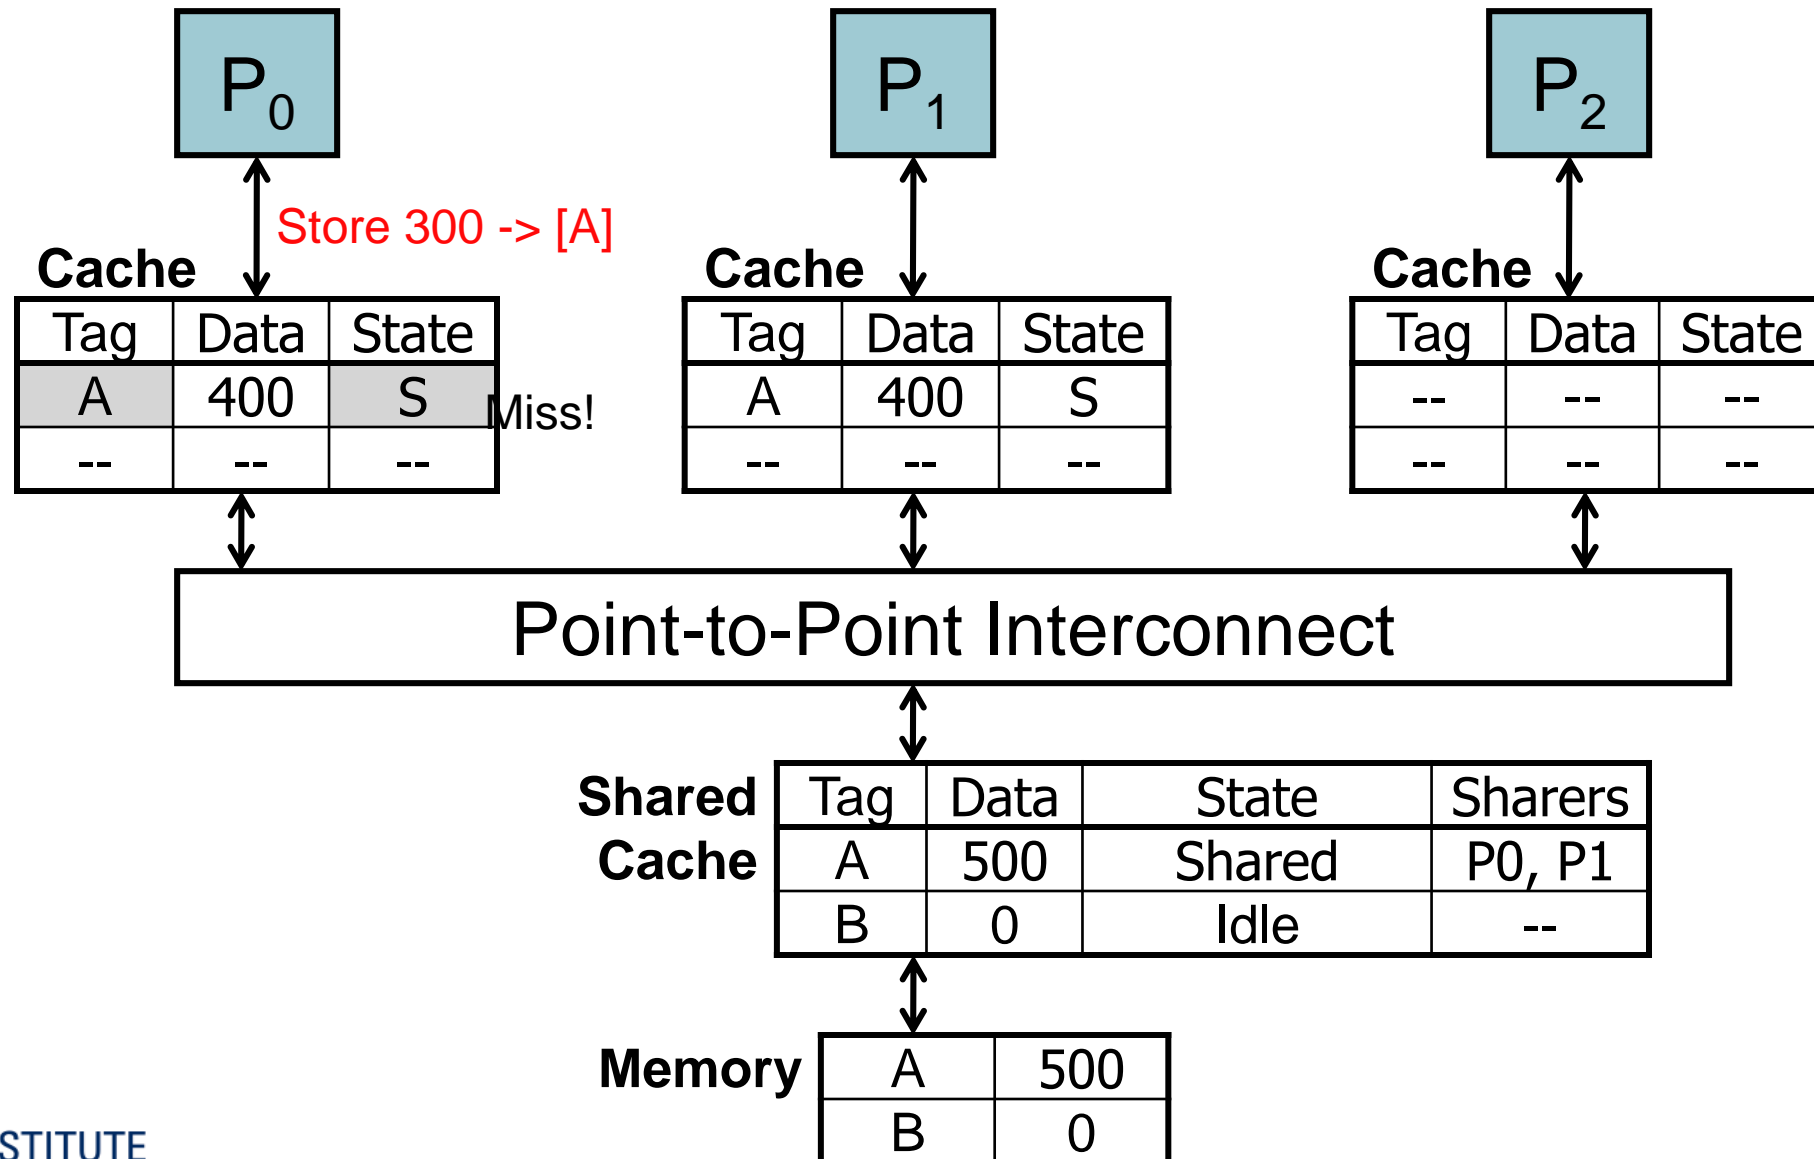 P0 P1 P2
Store 300 -> [A]
Cache Cache Cache
Tag Data State Tag Data State Tag Data State
A 400 S Miss! A 400 S -- -- --
-- -- -- -- -- -- -- -- --
Point-to-Point Interconnect
Shared Tag Data State Sharers
Cache A 500 Shared P0, P1
B 0 Idle --
Memory A 500
B 0
STITUTE